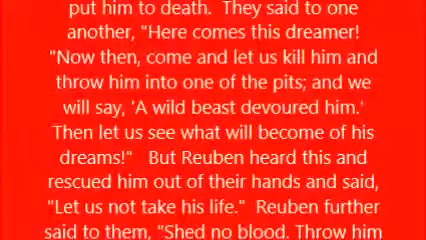 put him to death.  They said to one
another, "Here comes this dreamer!
"Now then, come and let us kill him and
throw him into one of the pits; and we
will say, 'A wild beast devoured him.'
Then let us see what will become of his
dreams!"   But Reuben heard this and
rescued him out of their hands and said,
"Let us not take his life."  Reuben further
said to them, "Shed no blood. Throw him